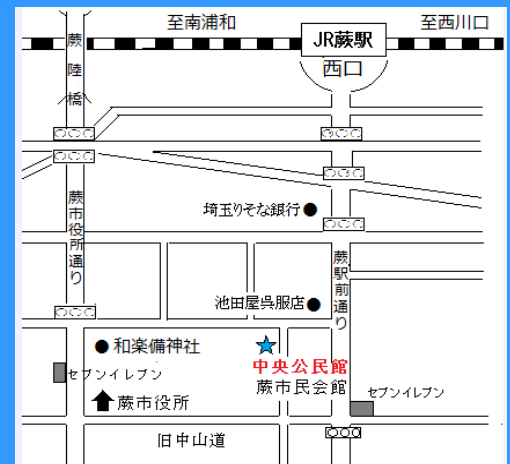 至南浦和
至西川口
JR蕨駅
西口
蕨陸橋
埼玉りそな銀行
蕨市役所通り
蕨駅前通り
池田屋呉服店
和楽備神社
中央公民館
セブンイレブン
蕨市民会館
セブンイレブン
蕨市役所
旧中山道